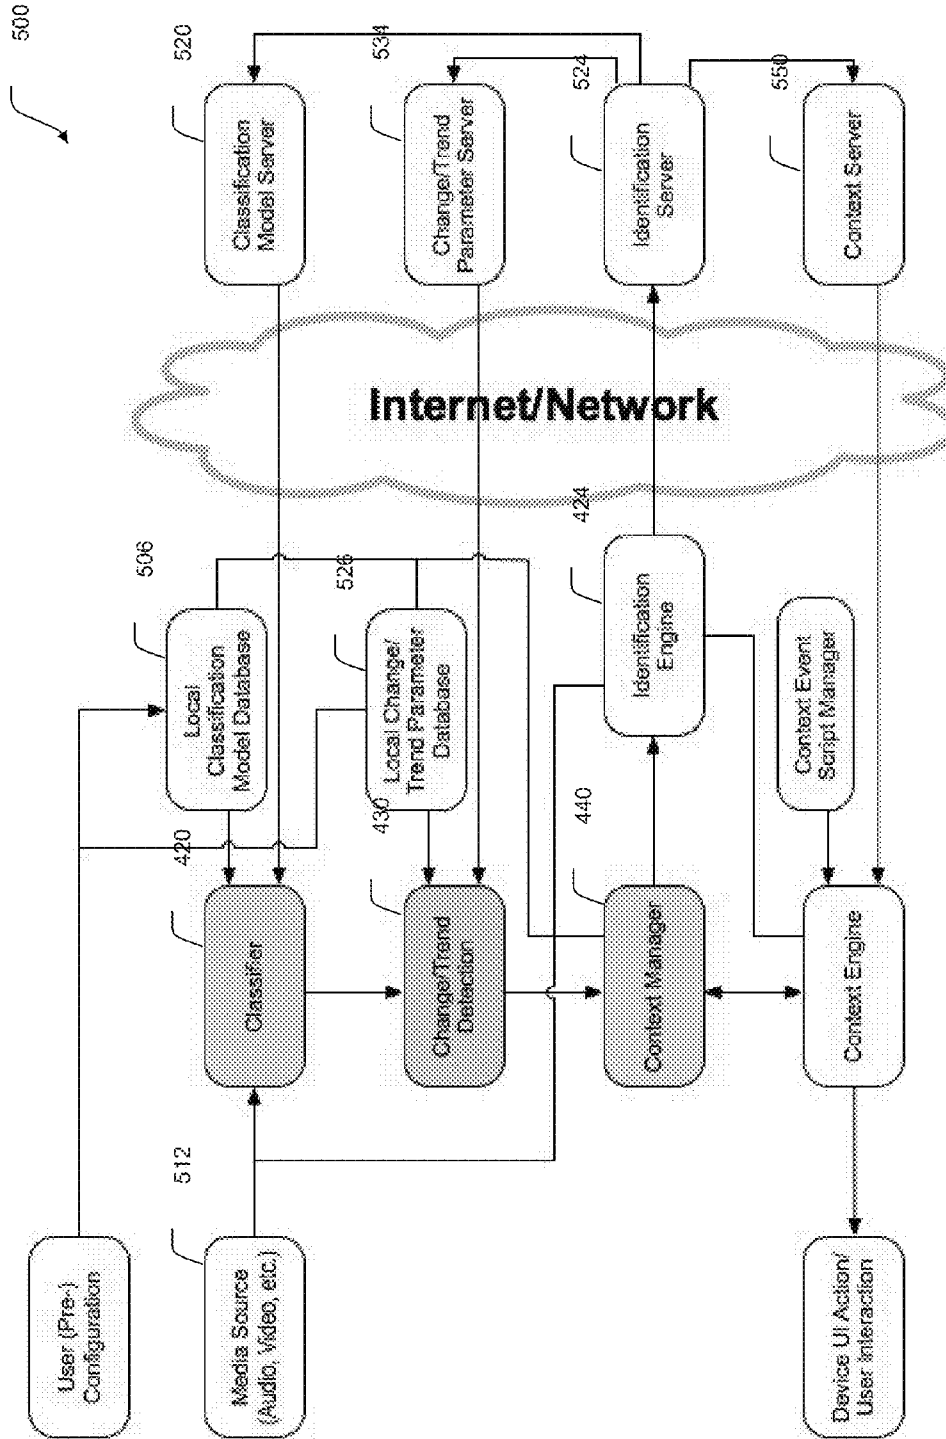 500
User (Pre-)
Configuration
512
Media Source
(Audio, Video, etc.)
420
Classifier
506
Local
Classification
Model Database
520
Classification
Model Server
430
Change/Trend
Detection
526
Local Change/
Trend Parameter
Database
534
Change/Trend
Parameter Server
Internet/Network
440
Context Manager
424
Identification
Engine
524
Identification
Server
Device UI Action/
User Interaction
Context Engine
Context Event
Script Manager
550
Context Server